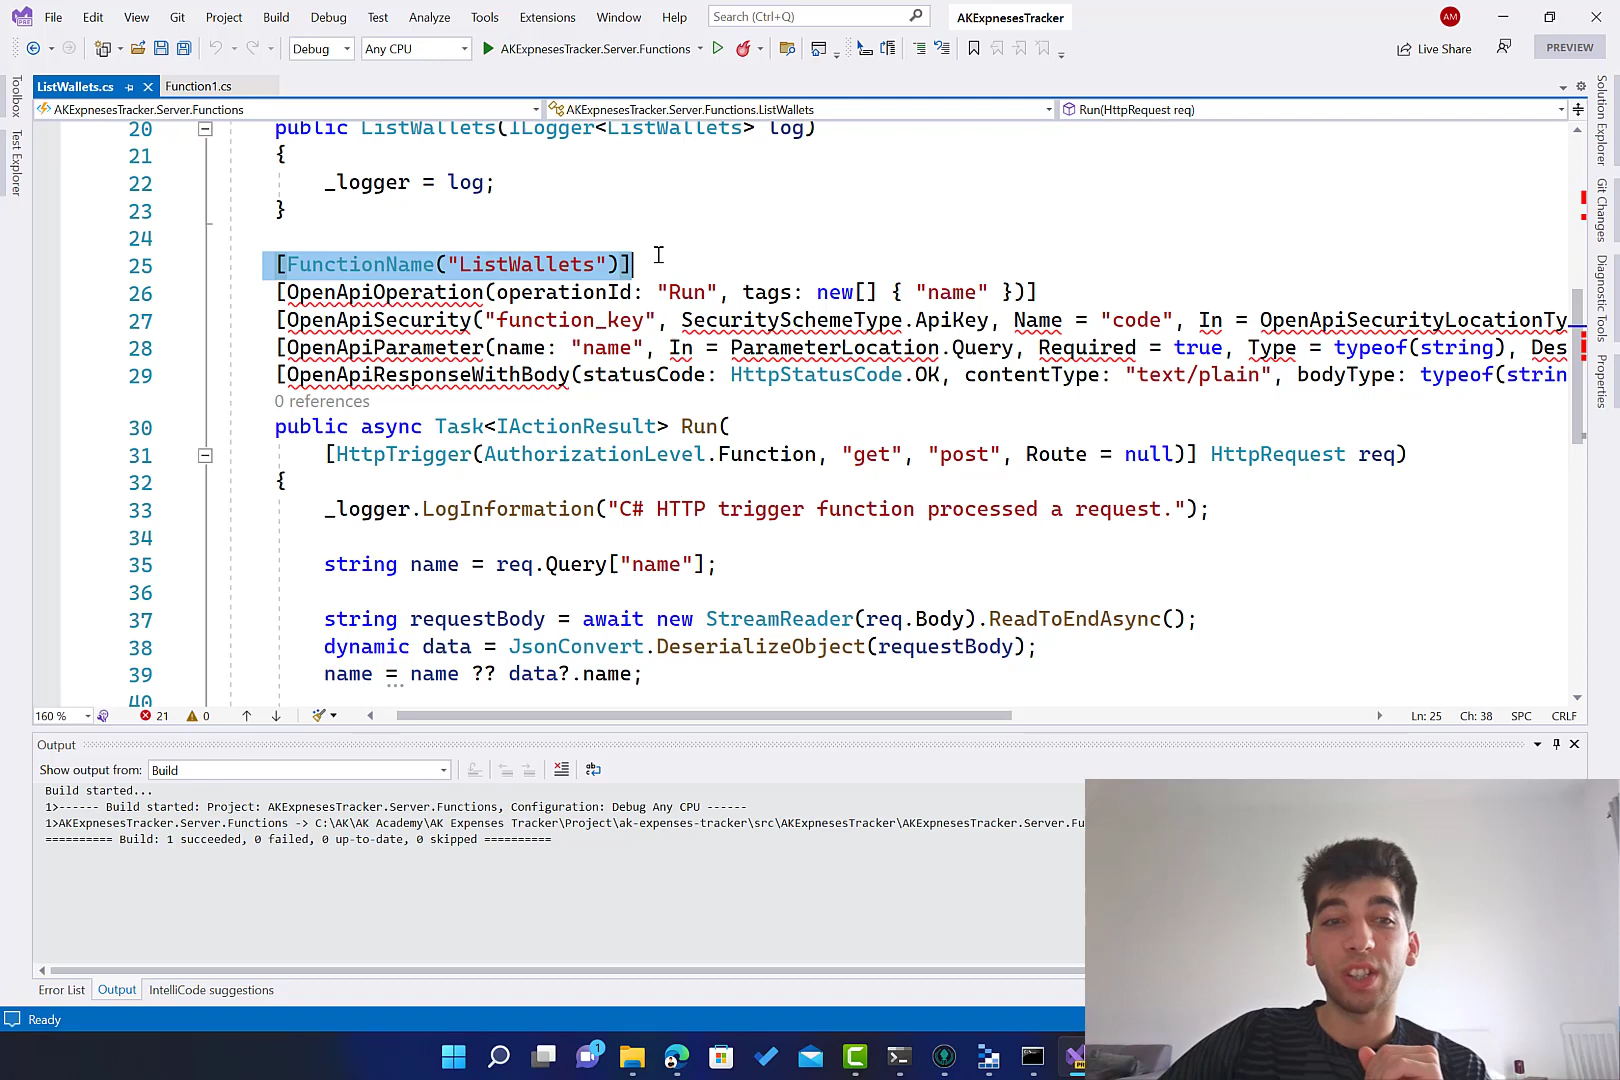 File Edit View Git Project Build Debug Test Analyze Tools Extensions Window Help Search (Ctrl+Q) AKExpnesesTracker AM
Debug Any CPU AKExpnesesTracker.Server.Functions Live Share PREVIEW
ListWallets.cs Function1.cs
AKExpnesesTracker.Server.Functions AKExpnesesTracker.Server.Functions.ListWallets Run(HttpRequest req)
Toolbox
Test Explorer
20 public ListWallets(ILogger<ListWallets> log)
21 {
22 _logger = log;
23 }
24
25 [FunctionName("ListWallets")]
26 [OpenApiOperation(operationId: "Run", tags: new[] { "name" })]
27 [OpenApiSecurity("function_key", SecuritySchemeType.ApiKey, Name = "code", In = OpenApiSecurityLocationTy
28 [OpenApiParameter(name: "name", In = ParameterLocation.Query, Required = true, Type = typeof(string), Des
29 [OpenApiResponseWithBody(statusCode: HttpStatusCode.OK, contentType: "text/plain", bodyType: typeof(strin
0 references
30 public async Task<IActionResult> Run(
31 [HttpTrigger(AuthorizationLevel.Function, "get", "post", Route = null)] HttpRequest req)
32 {
33 _logger.LogInformation("C# HTTP trigger function processed a request.");
34
35 string name = req.Query["name"];
36
37 string requestBody = await new StreamReader(req.Body).ReadToEndAsync();
38 dynamic data = JsonConvert.DeserializeObject(requestBody);
39 name = name ?? data?.name;
40
Solution Explorer
Git Changes
Diagnostic Tools
Properties
160 % 21 0 Ln: 25 Ch: 38 SPC CRLF
Output
Show output from: Build
Build started...
1>------ Build started: Project: AKExpnesesTracker.Server.Functions, Configuration: Debug Any CPU ------
1>AKExpnesesTracker.Server.Functions -> C:\AK\AK Academy\AK Expenses Tracker\Project\ak-expenses-tracker\src\AKExpnesesTracker\AKExpnesesTracker.Server.Fu
========== Build: 1 succeeded, 0 failed, 0 up-to-date, 0 skipped ==========
Error List Output IntelliCode suggestions
Ready
1